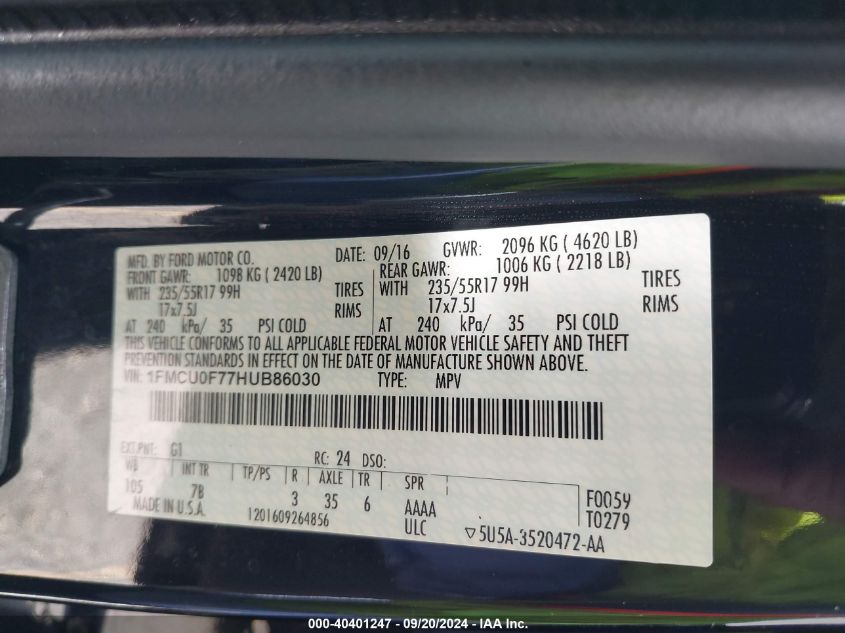 MFD. BY FORD MOTOR CO. DATE: 09/16 GVWR: 2096 KG ( 4620 LB)
FRONT GAWR: 1098 KG ( 2420 LB) REAR GAWR: 1006 KG ( 2218 LB)
WITH 235/55R17 99H TIRES WITH 235/55R17 99H TIRES
17x7.5J RIMS 17x7.5J RIMS
AT 240 kPa/ 35 PSI COLD AT 240 kPa/ 35 PSI COLD
THIS VEHICLE CONFORMS TO ALL APPLICABLE FEDERAL MOTOR VEHICLE SAFETY AND THEFT
PREVENTION STANDARDS IN EFFECT ON THE DATE OF MANUFACTURE SHOWN ABOVE.
VIN: 1FMCU0F77HUB86030 TYPE: MPV
EXT PNT: G1 RC: 24 DSO:
WB INT TR TP/PS R AXLE TR SPR
105 7B 3 35 6 AAAA F0059
MADE IN U.S.A. 1201609264856 ULC T0279
5U5A-3520472-AA
000-40401247 - 09/20/2024 - IAA Inc.